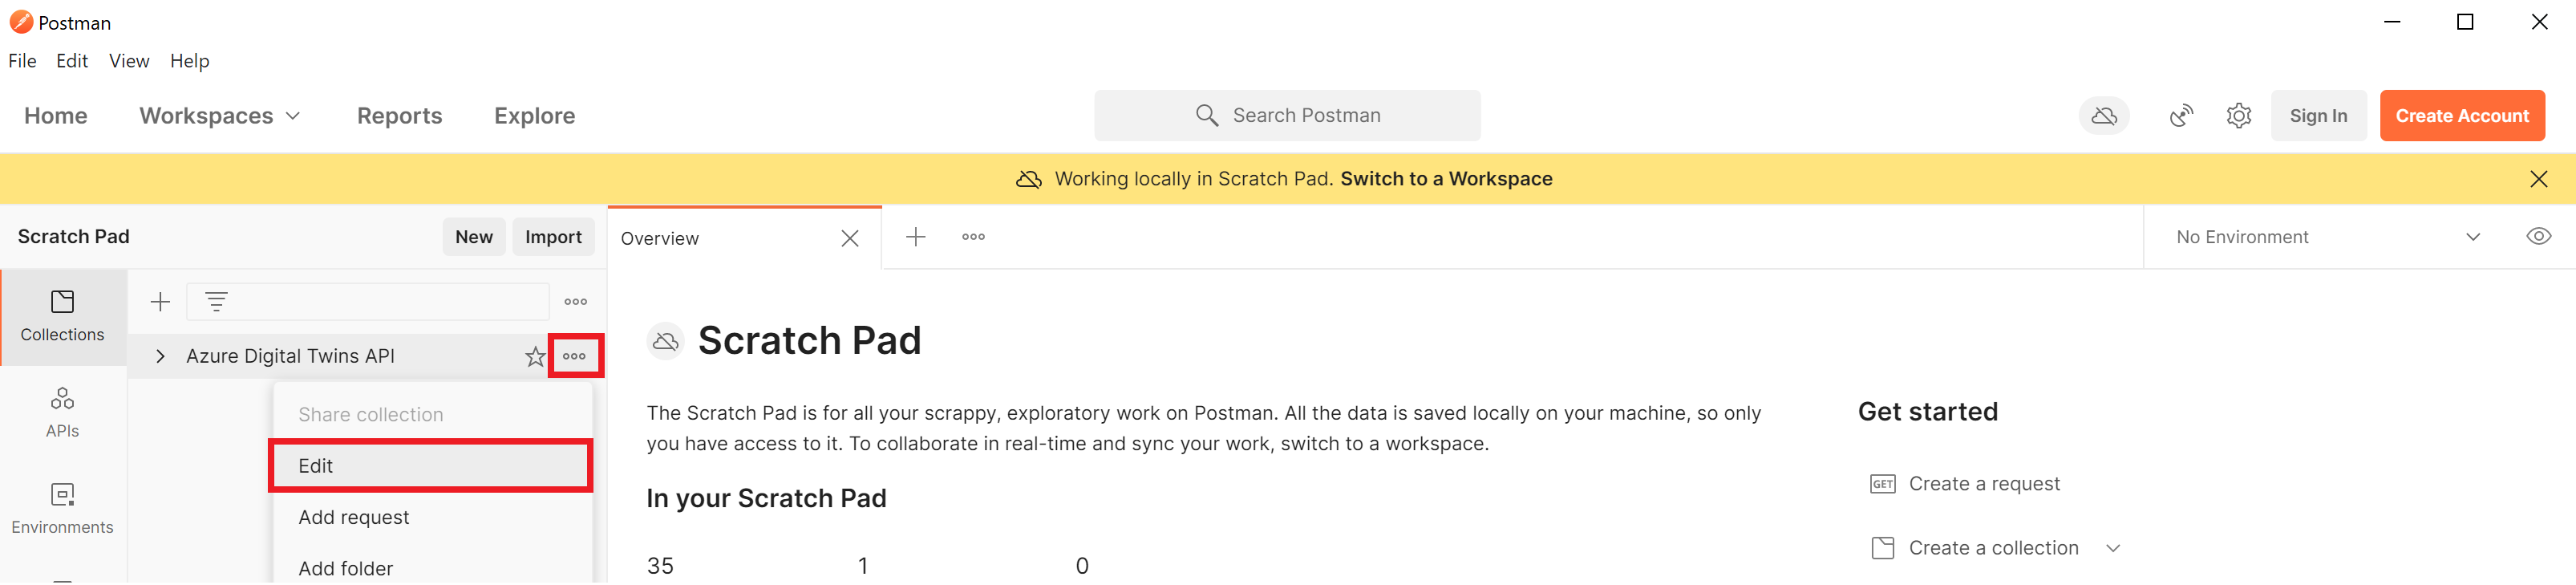 Postman
File Edit View Help
Home Workspaces Reports Explore Search Postman Sign In Create Account
Working locally in Scratch Pad. Switch to a Workspace
Scratch Pad New Import Overview No Environment
Collections
Azure Digital Twins API
Scratch Pad
Share collection
The Scratch Pad is for all your scrappy, exploratory work on Postman. All the data is saved locally on your machine, so only
you have access to it. To collaborate in real-time and sync your work, switch to a workspace.
Get started
APIs
Edit
GET Create a request
In your Scratch Pad
Add request
Environments
Create a collection
Add folder
35 1 0